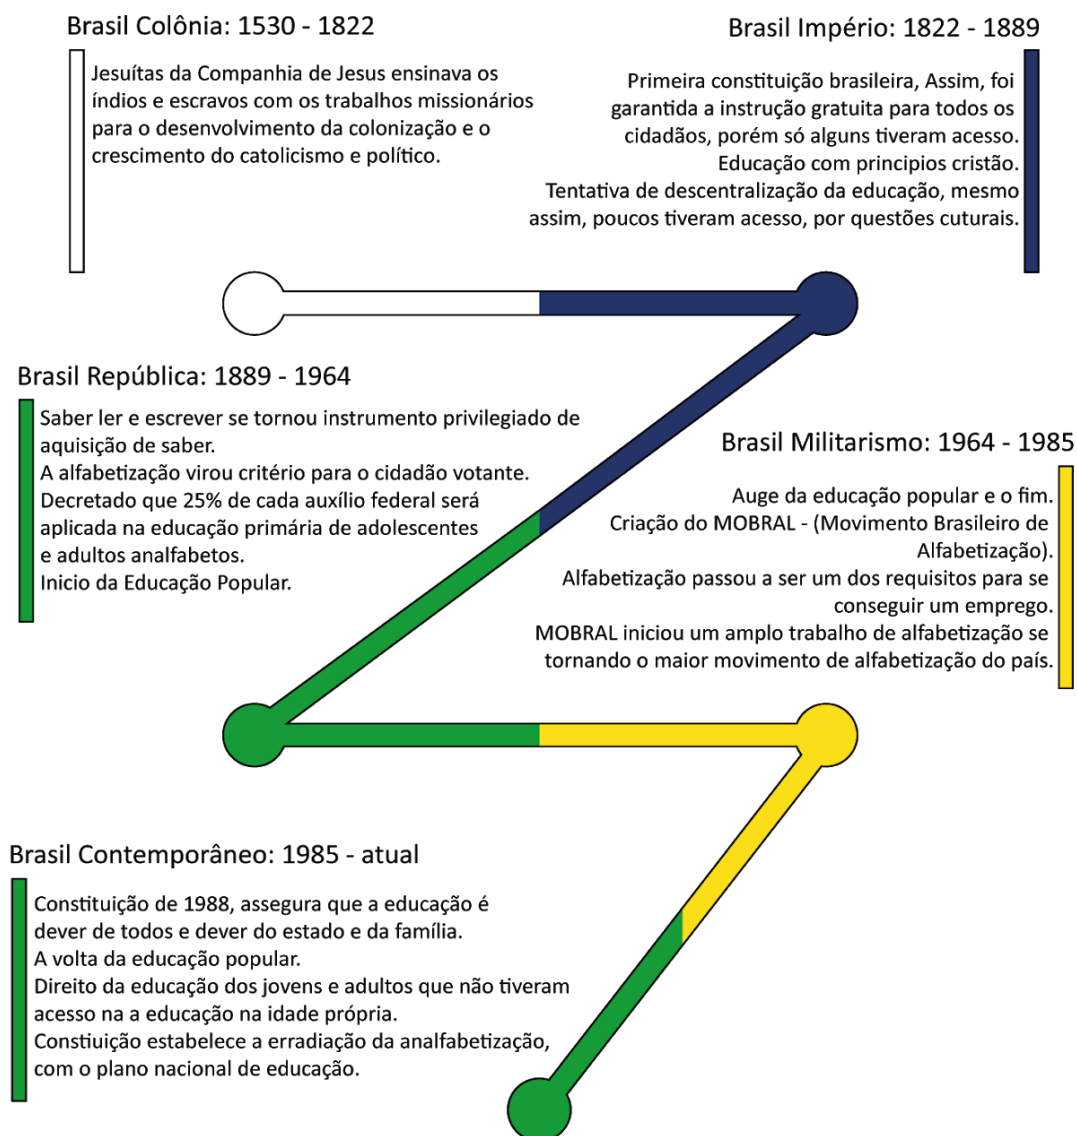 Brasil Colônia: 1530 - 1822
Jesuítas da Companhia de Jesus ensinava os
índios e escravos com os trabalhos missionários
para o desenvolvimento da colonização e o
crescimento do catolicismo e político.
Brasil Império: 1822 - 1889
Primeira constituição brasileira, Assim, foi
garantida a instrução gratuita para todos os
cidadãos, porém só alguns tiveram acesso.
Educação com principios cristão.
Tentativa de descentralização da educação, mesmo
assim, poucos tiveram acesso, por questões cuturais.
Brasil República: 1889 - 1964
Saber ler e escrever se tornou instrumento privilegiado de
aquisição de saber.
A alfabetização virou critério para o cidadão votante.
Decretado que 25% de cada auxílio federal será
aplicada na educação primária de adolescentes
e adultos analfabetos.
Inicio da Educação Popular.
Brasil Militarismo: 1964 - 1985
Auge da educação popular e o fim.
Criação do MOBRAL - (Movimento Brasileiro de
Alfabetização).
Alfabetização passou a ser um dos requisitos para se
conseguir um emprego.
MOBRAL iniciou um amplo trabalho de alfabetização se
tornando o maior movimento de alfabetização do país.
Brasil Contemporâneo: 1985 - atual
Constituição de 1988, assegura que a educação é
dever de todos e dever do estado e da família.
A volta da educação popular.
Direito da educação dos jovens e adultos que não tiveram
acesso na a educação na idade própria.
Constiuição estabelece a erradiação da analfabetização,
com o plano nacional de educação.